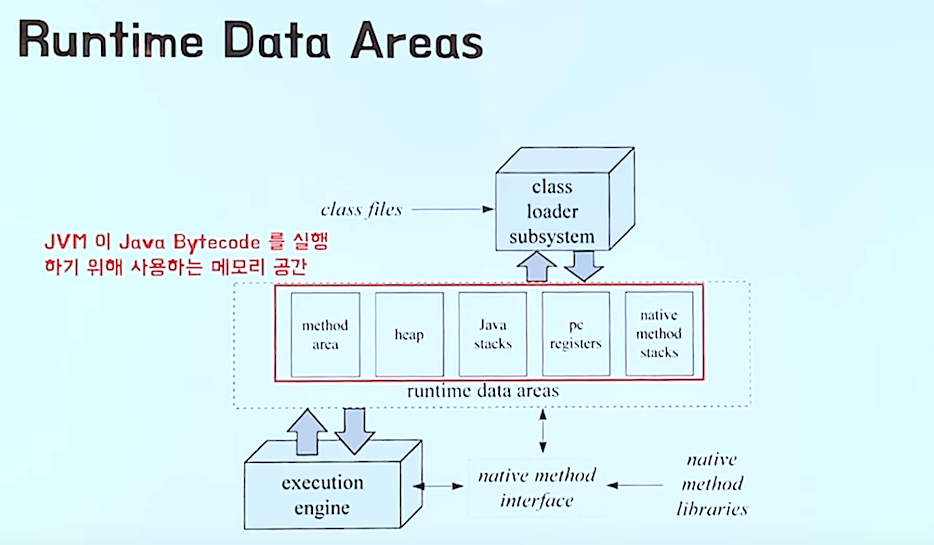 Runtime Data Areas
class
loader
subsystem
class files
JVM 이 Java Bytecode 를 실행
하기 위해 사용하는 메모리 공간
method
area
heap
Java
stacks
pc
registers
native
method
stacks
runtime data areas
execution
engine
native method
interface
native
method
libraries